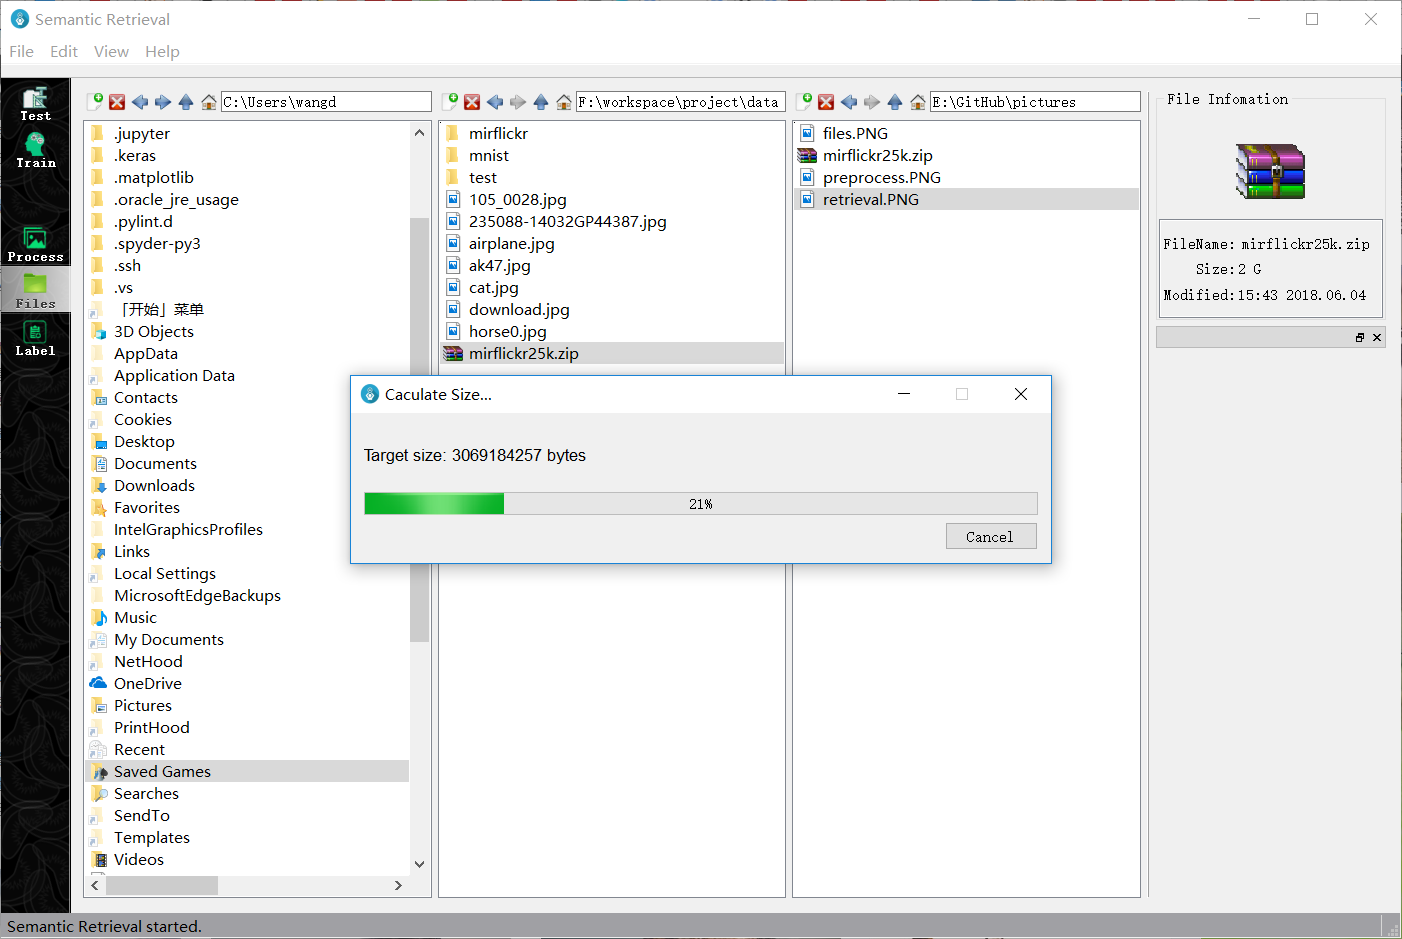 Semantic Retrieval
File Edit View Help
Test
Train
Process
Files
Label
C:\Users\wangd
.jupyter
.keras
.matplotlib
.oracle_jre_usage
.pylint.d
.spyder-py3
.ssh
.vs
「开始」菜单
3D Objects
AppData
Application Data
Contacts
Cookies
Desktop
Documents
Downloads
Favorites
IntelGraphicsProfiles
Links
Local Settings
MicrosoftEdgeBackups
Music
My Documents
NetHood
OneDrive
Pictures
PrintHood
Recent
Saved Games
Searches
SendTo
Templates
Videos
F:\workspace\project\data
mirflickr
mnist
test
105_0028.jpg
235088-14032GP44387.jpg
airplane.jpg
ak47.jpg
cat.jpg
download.jpg
horse0.jpg
mirflickr25k.zip
E:\GitHub\pictures
files.PNG
mirflickr25k.zip
preprocess.PNG
retrieval.PNG
File Infomation
FileName: mirflickr25k.zip
Size:2 G
Modified:15:43 2018.06.04
Caculate Size...
Target size: 3069184257 bytes
21%
Cancel
Semantic Retrieval started.